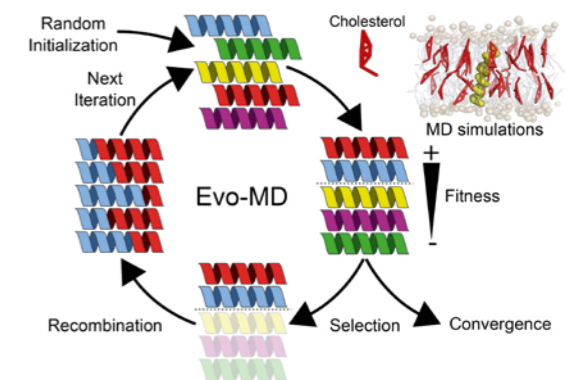 Random
Initialization
Cholesterol
Next
Iteration
MD simulations
+
Fitness
-
Evo-MD
Recombination
Selection
Convergence